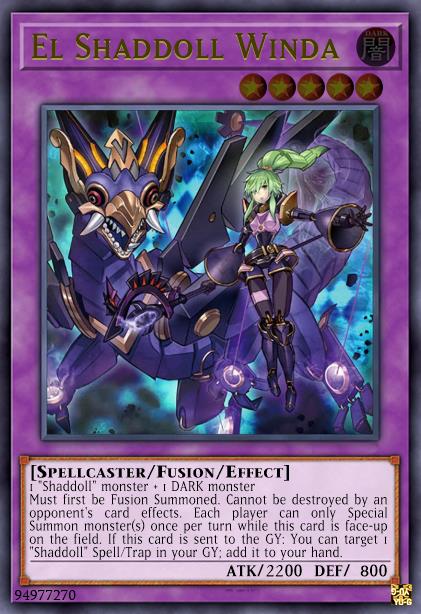 El Shaddoll Winda
DARK
闇
[Spellcaster/Fusion/Effect]
1 "Shaddoll" monster + 1 DARK monster
Must first be Fusion Summoned. Cannot be destroyed by an
opponent's card effects. Each player can only Special
Summon monster(s) once per turn while this card is face-up
on the field. If this card is sent to the GY: You can target 1
"Shaddoll" Spell/Trap in your GY; add it to your hand.
ATK/2200 DEF/ 800
94977270